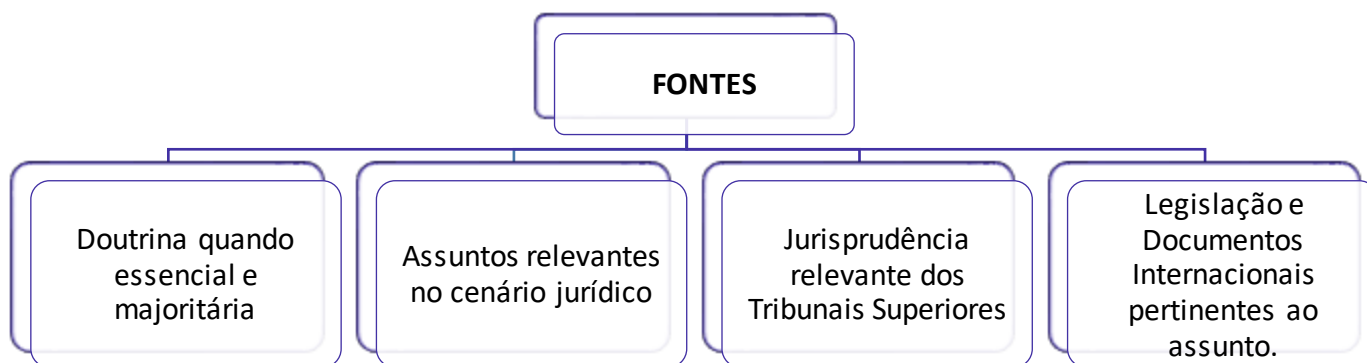 FONTES
Doutrina quando
essencial e
majoritária
Assuntos relevantes
no cenário jurídico
Jurisprudência
relevante dos
Tribunais Superiores
Legislação e
Documentos
Internacionais
pertinentes ao
assunto.